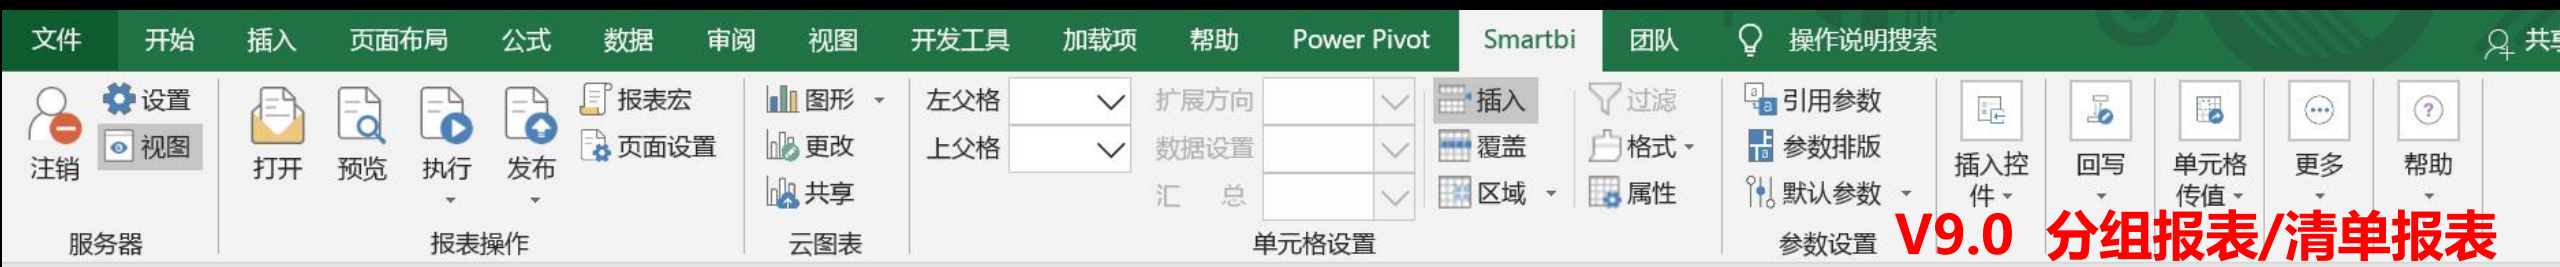 文件 开始 插入 页面布局 公式 数据 审阅 视图 开发工具 加载项 帮助 Power Pivot Smartbi 团队 操作说明搜索
设置 报表宏 图形 左父格 扩展方向 插入 过滤 引用参数
注销 视图 打开 预览 执行 发布 页面设置 更改 上父格 数据设置 覆盖 格式 参数排版 插入控件 回写 单元格传值 更多 帮助
共享 汇 总 区域 属性 默认参数
服务器 报表操作 云图表 单元格设置 参数设置 V9.0 分组报表/清单报表